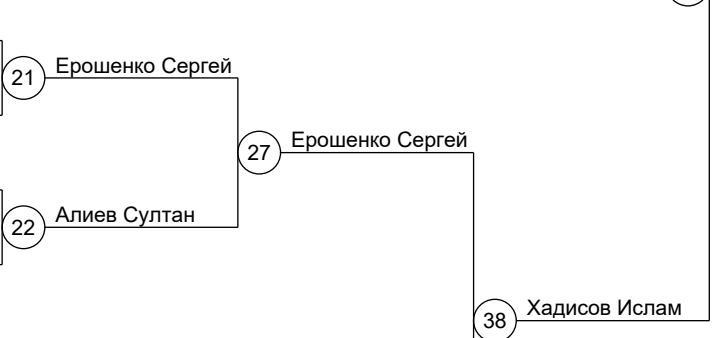 21 Ерошенко Сергей
27 Ерошенко Сергей
22 Алиев Султан
38 Хадисов Ислам